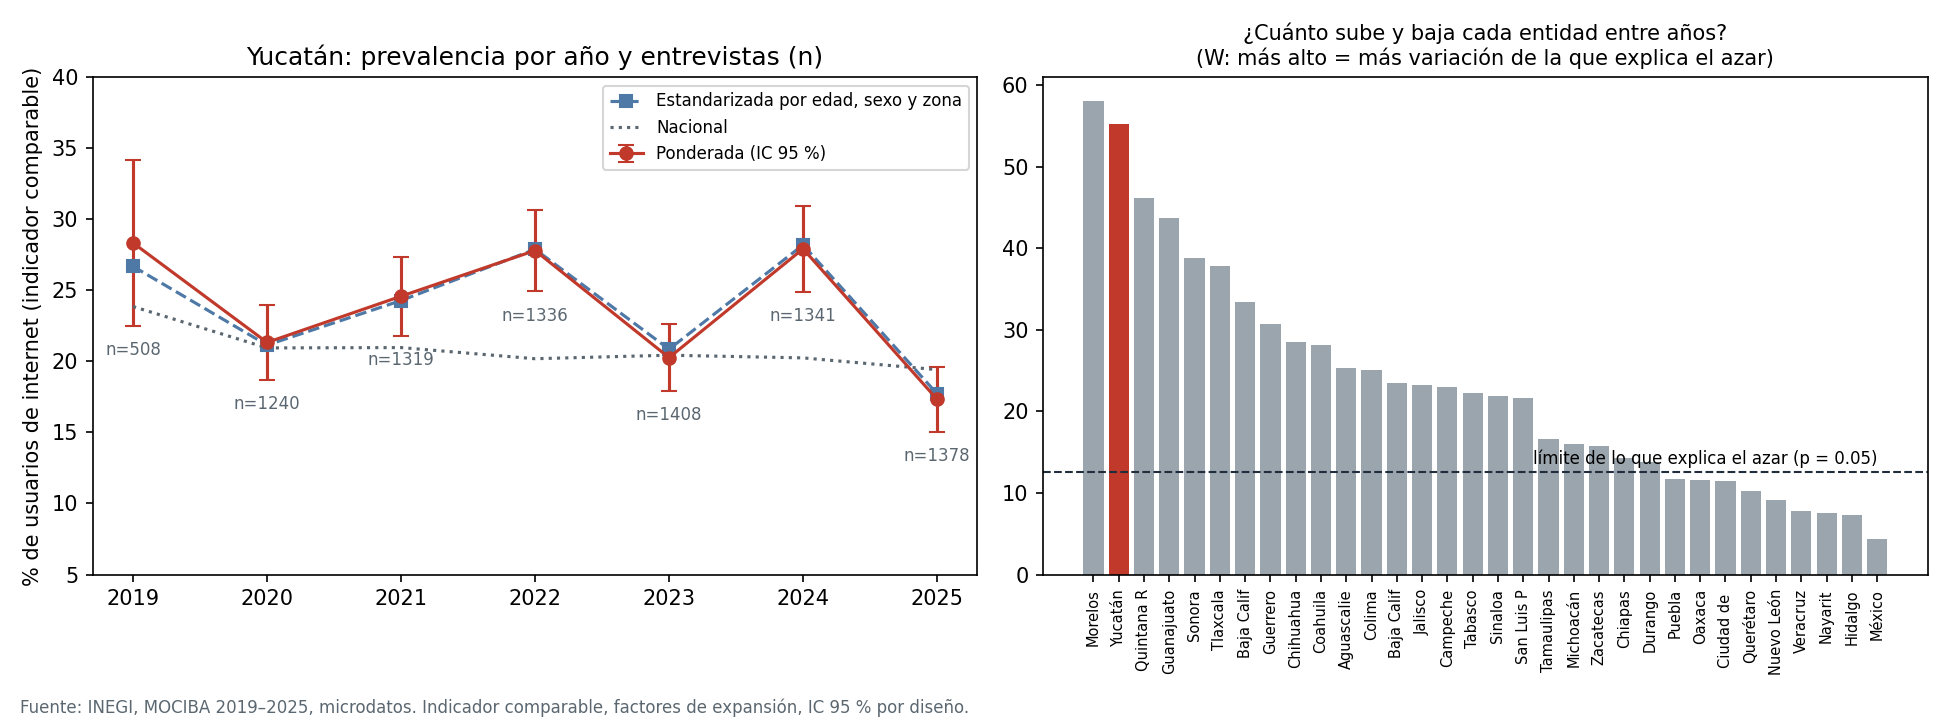 Yucatán: prevalencia por año y entrevistas (n)
% de usuarios de internet (indicador comparable)
40
35
30
25
20
15
10
5
Estandarizada por edad, sexo y zona
Nacional
Ponderada (IC 95 %)
n=508
n=1240
n=1319
n=1336
n=1408
n=1341
n=1378
2019
2020
2021
2022
2023
2024
2025
¿Cuánto sube y baja cada entidad entre años?
(W: más alto = más variación de la que explica el azar)
60
50
40
30
20
10
0
límite de lo que explica el azar (p = 0.05)
Morelos
Yucatán
Quintana R
Guanajuato
Sonora
Tlaxcala
Baja Calif
Guerrero
Chihuahua
Coahuila
Aguascalie
Colima
Baja Calif
Jalisco
Campeche
Tabasco
Sinaloa
San Luis P
Tamaulipas
Michoacán
Zacatecas
Chiapas
Durango
Puebla
Oaxaca
Ciudad de
Querétaro
Nuevo León
Veracruz
Nayarit
Hidalgo
México
Fuente: INEGI, MOCIBA 2019–2025, microdatos. Indicador comparable, factores de expansión, IC 95 % por diseño.